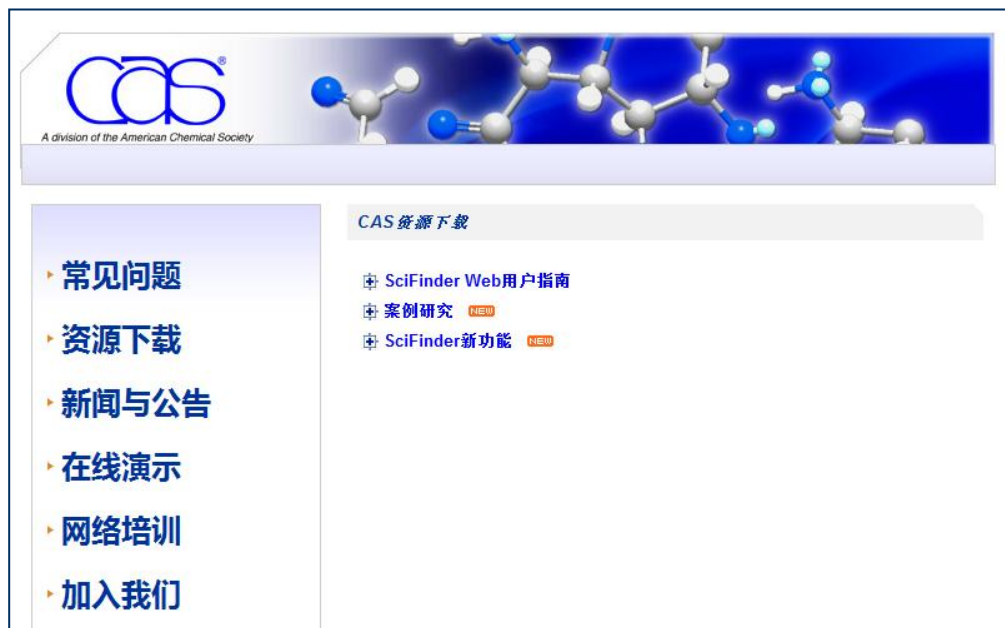 CAS®
A division of the American Chemical Society
CAS资源下载
常见问题
资源下载
新闻与公告
在线演示
网络培训
加入我们
SciFinder Web用户指南
案例研究 NEW
SciFinder新功能 NEW